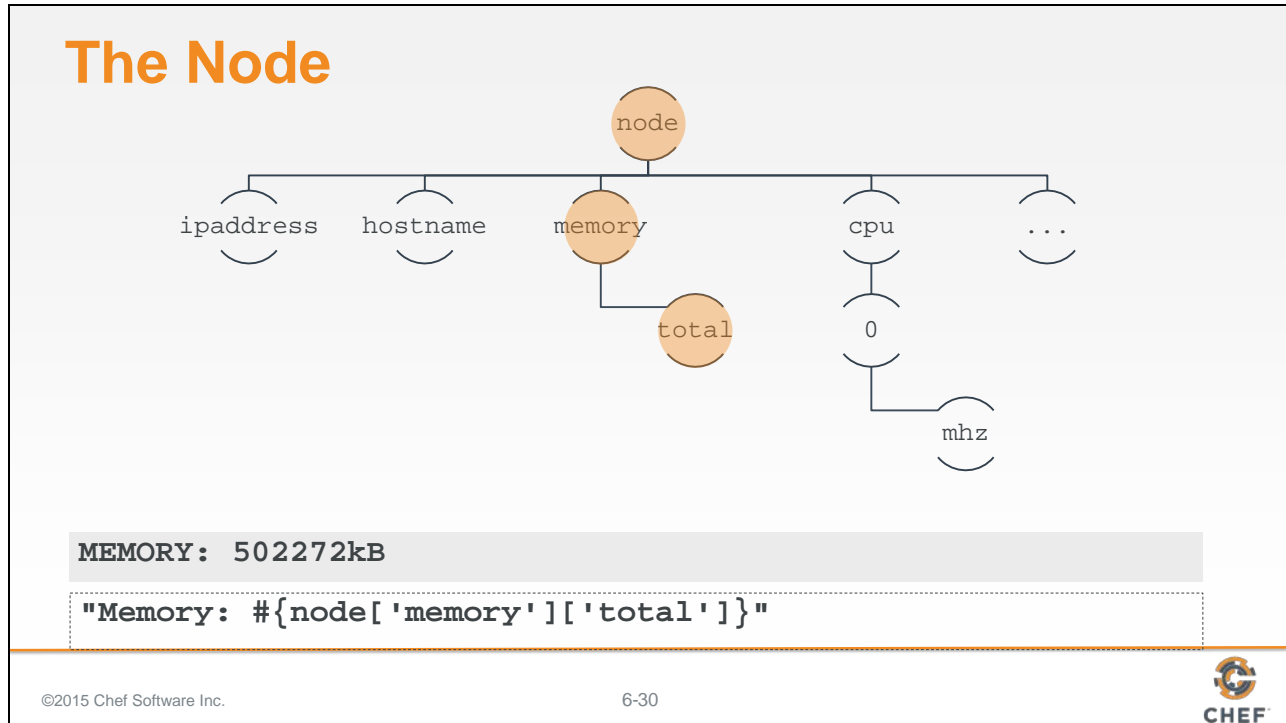 The Node
node
ipaddress hostname memory cpu ...
total 0
mhz
MEMORY: 502272kB
"Memory: #{node['memory']['total']}"
©2015 Chef Software Inc. 6-30
CHEF